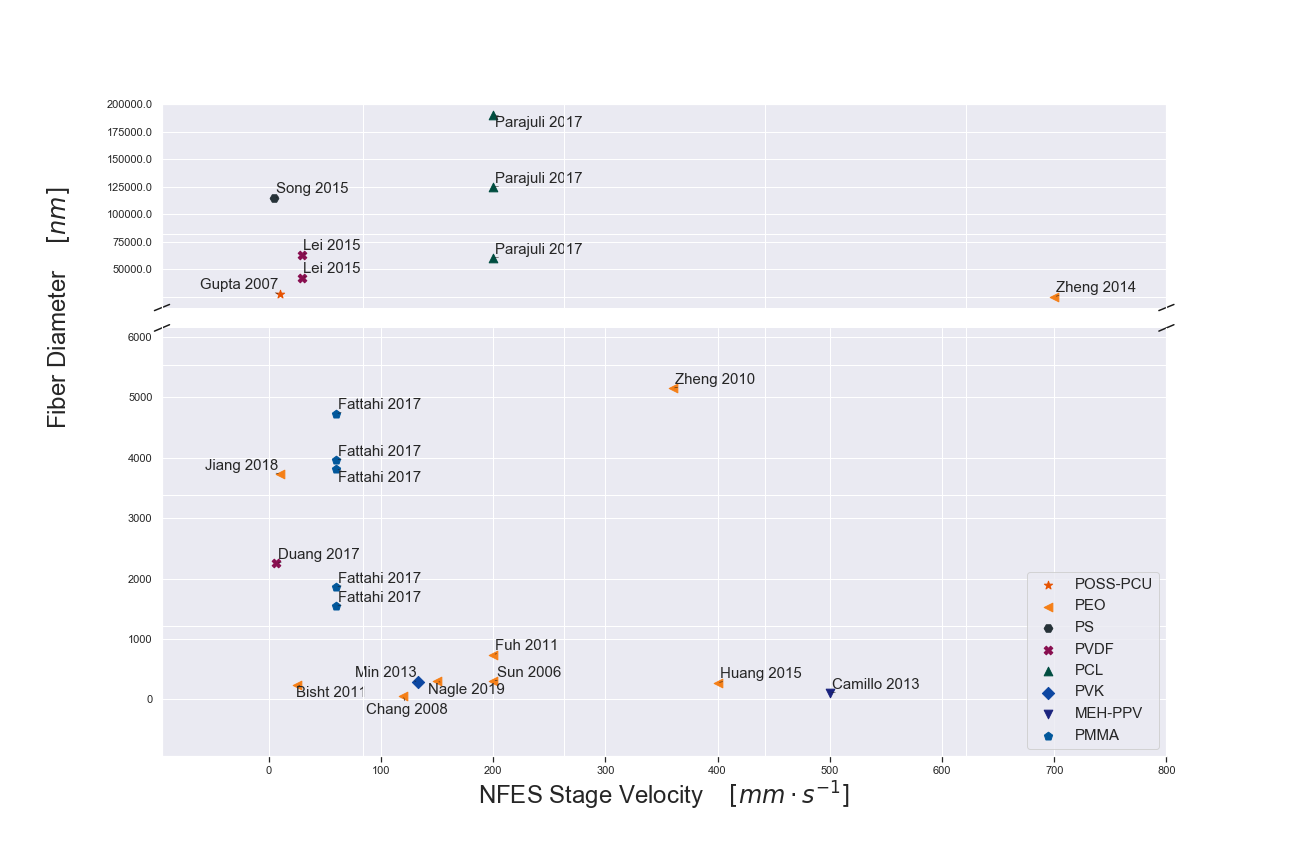 200000.0
175000.0
150000.0
125000.0
100000.0
75000.0
50000.0
Parajuli 2017
Parajuli 2017
Song 2015
Lei 2015
Parajuli 2017
Lei 2015
Gupta 2007
Zheng 2014
Fiber Diameter [nm]
6000
5000
4000
3000
2000
1000
0
Zheng 2010
Fattahi 2017
Fattahi 2017
Jiang 2018
Fattahi 2017
Duang 2017
Fattahi 2017
Fattahi 2017
Fuh 2011
Min 2013
Sun 2006
Huang 2015
Camillo 2013
Bisht 2011
Nagle 2019
Chang 2008
POSS-PCU
PEO
PS
PVDF
PCL
PVK
MEH-PPV
PMMA
0 100 200 300 400 500 600 700 800
NFES Stage Velocity [mm · s⁻¹]